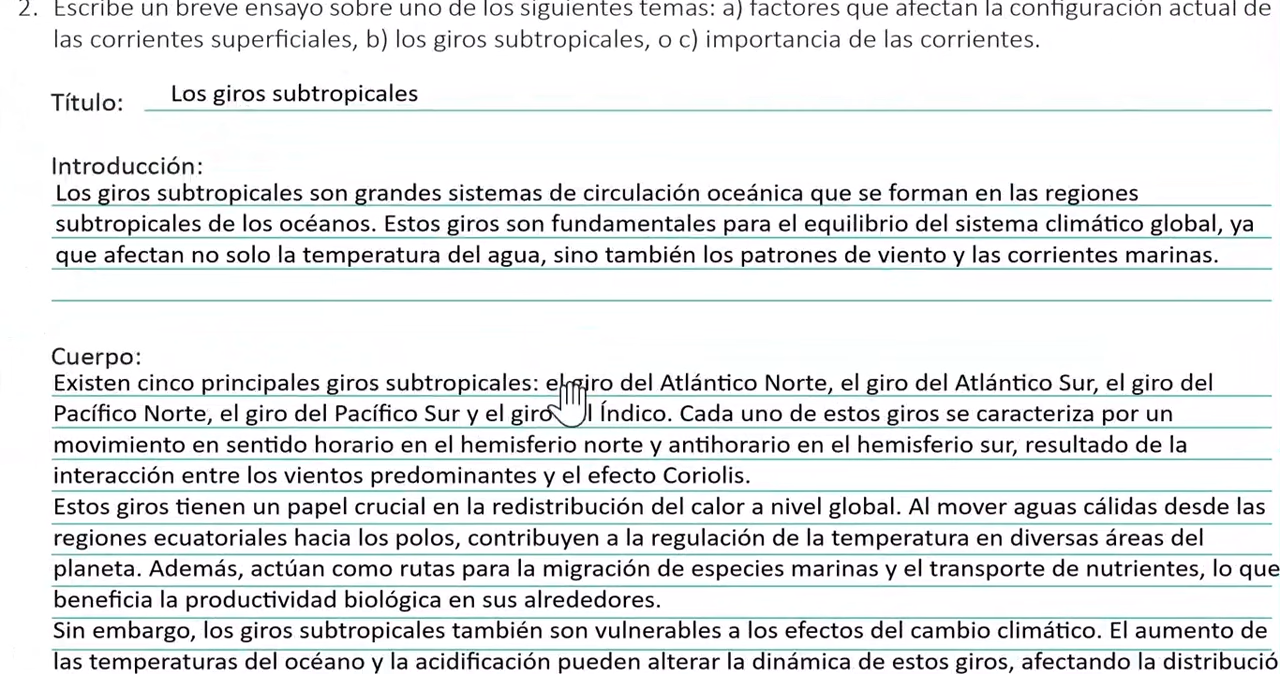 2. Escribe un breve ensayo sobre uno de los siguientes temas: a) factores que afectan la configuración actual de
las corrientes superficiales, b) los giros subtropicales, o c) importancia de las corrientes.
Título: Los giros subtropicales
Introducción:
Los giros subtropicales son grandes sistemas de circulación oceánica que se forman en las regiones
subtropicales de los océanos. Estos giros son fundamentales para el equilibrio del sistema climático global, ya
que afectan no solo la temperatura del agua, sino también los patrones de viento y las corrientes marinas.
Cuerpo:
Existen cinco principales giros subtropicales: el giro del Atlántico Norte, el giro del Atlántico Sur, el giro del
Pacífico Norte, el giro del Pacífico Sur y el giro Índico. Cada uno de estos giros se caracteriza por un
movimiento en sentido horario en el hemisferio norte y antihorario en el hemisferio sur, resultado de la
interacción entre los vientos predominantes y el efecto Coriolis.
Estos giros tienen un papel crucial en la redistribución del calor a nivel global. Al mover aguas cálidas desde las
regiones ecuatoriales hacia los polos, contribuyen a la regulación de la temperatura en diversas áreas del
planeta. Además, actúan como rutas para la migración de especies marinas y el transporte de nutrientes, lo que
beneficia la productividad biológica en sus alrededores.
Sin embargo, los giros subtropicales también son vulnerables a los efectos del cambio climático. El aumento de
las temperaturas del océano y la acidificación pueden alterar la dinámica de estos giros, afectando la distribució